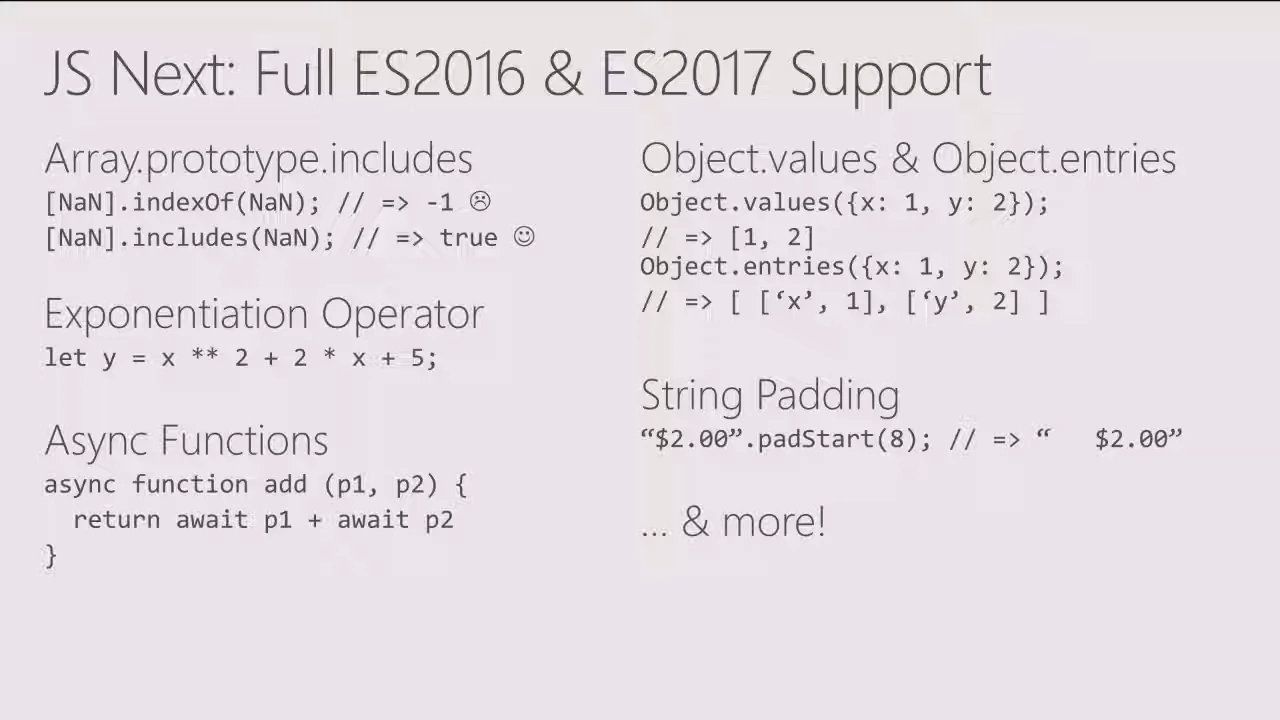 JS Next: Full ES2016 & ES2017 Support
Array.prototype.includes
[NaN].indexOf(NaN); // => -1 ☹
[NaN].includes(NaN); // => true ☺
Exponentiation Operator
let y = x ** 2 + 2 * x + 5;
Async Functions
async function add (p1, p2) {
  return await p1 + await p2
}
Object.values & Object.entries
Object.values({x: 1, y: 2});
// => [1, 2]
Object.entries({x: 1, y: 2});
// => [ [‘x’, 1], [‘y’, 2] ]
String Padding
“$2.00”.padStart(8); // => “   $2.00”
... & more!